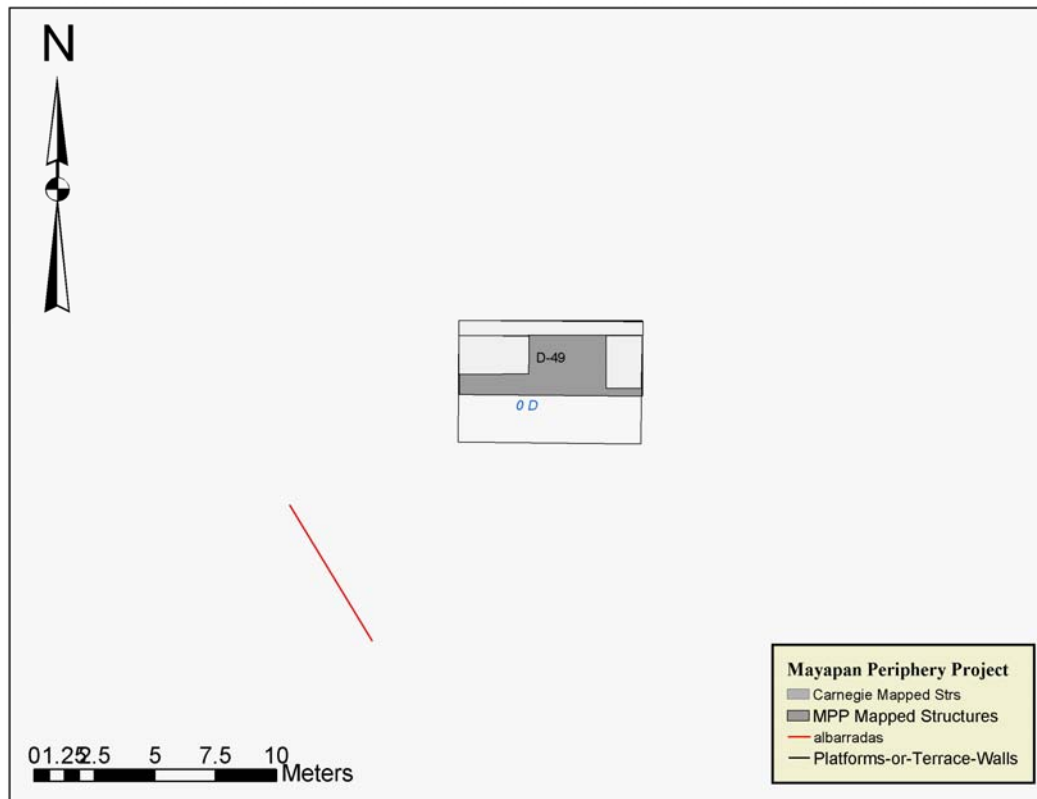 N
D-49
0 D
01.252.5 5 7.5 10
Meters
Mayapan Periphery Project
Carnegie Mapped Strs
MPP Mapped Structures
albarradas
Platforms-or-Terrace-Walls